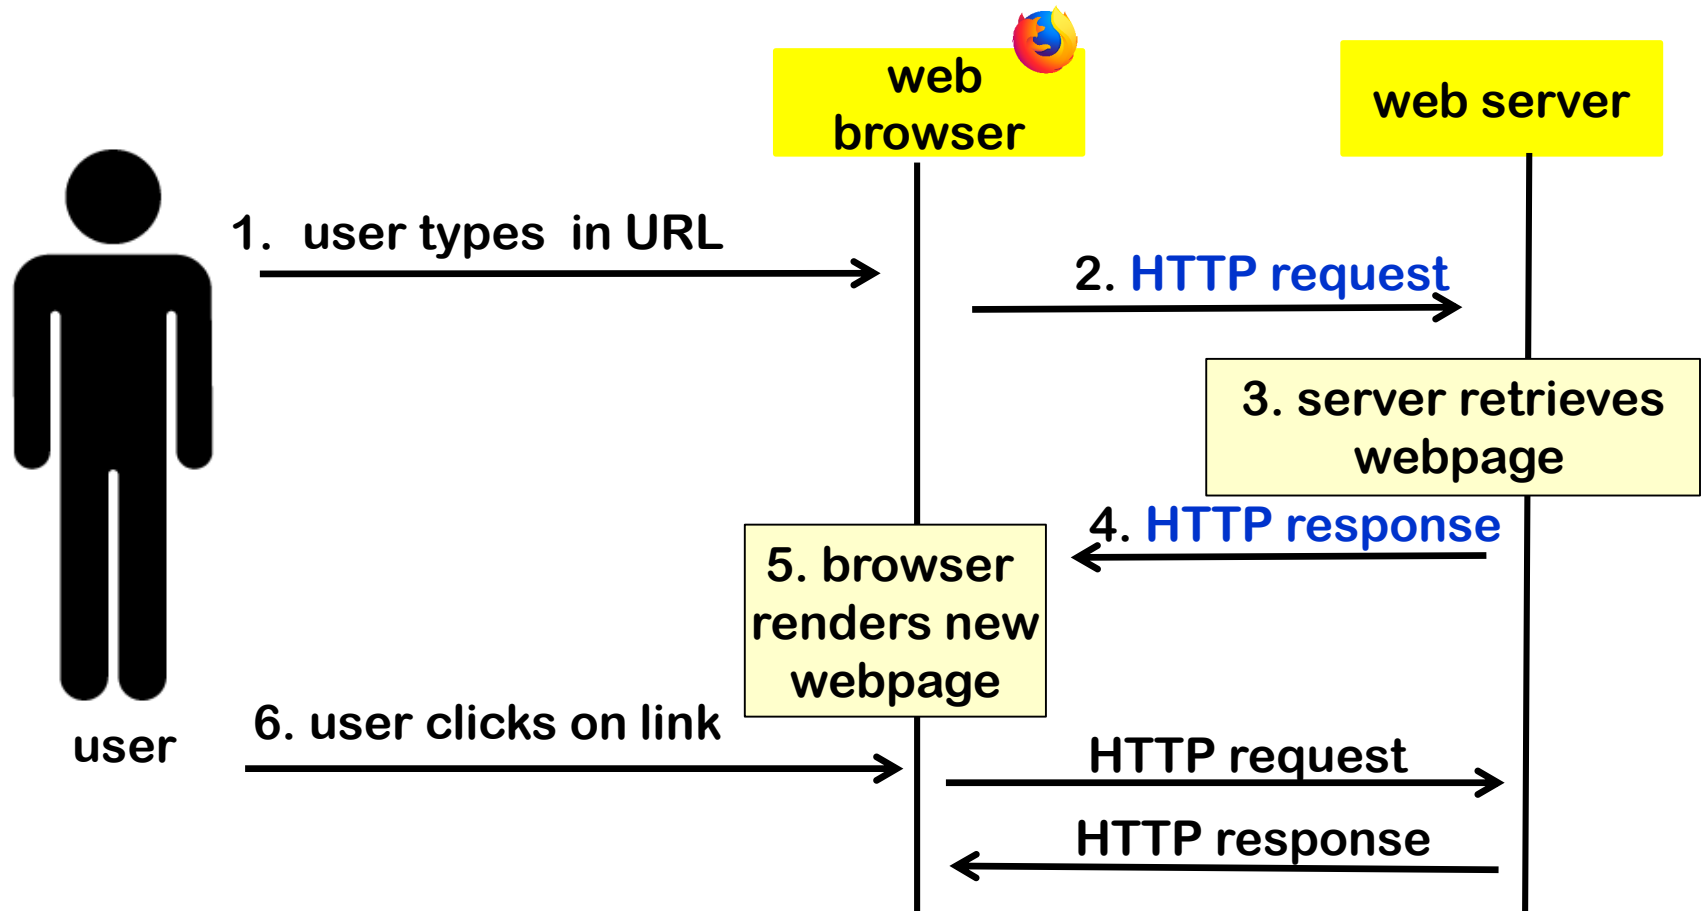 web
browser
web server
1. user types in URL
2. HTTP request
3. server retrieves
webpage
4. HTTP response
5. browser
renders new
webpage
6. user clicks on link
user
HTTP request
HTTP response